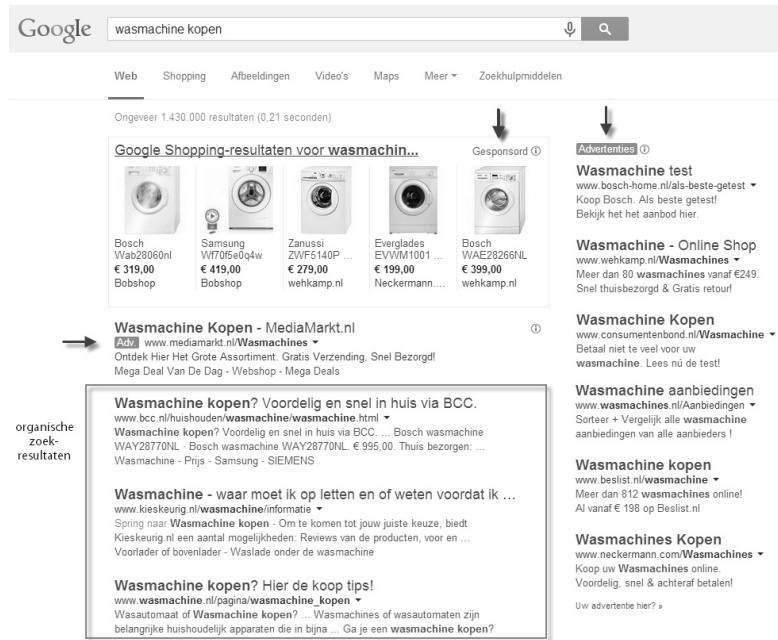 Google
wasmachine kopen
Web Shopping Afbeeldingen Video's Maps Meer Zoekhulpmiddelen
Ongeveer 1.430.000 resultaten (0,21 seconden)
Google Shopping-resultaten voor wasmachin...
Gesponsord
Bosch
Wab28060nl
€ 319,00
Bobshop
Samsung
Wf70f5e0q4w
€ 419,00
Bobshop
Zanussi
ZWF5140P ...
€ 279,00
wehkamp.nl
Everglades
EVWM1001 ...
€ 199,00
Neckermann....
Bosch
WAE28266NL
€ 399,00
wehkamp.nl
Wasmachine Kopen - MediaMarkt.nl
Adv. www.mediamarkt.nl/Wasmachines
Ontdek Hier Het Grote Assortiment. Gratis Verzending, Snel Bezorgd!
Mega Deal Van De Dag - Webshop - Mega Deals
organische
zoek-
resultaten
Wasmachine kopen? Voordelig en snel in huis via BCC.
www.bcc.nl/huishouden/wasmachine/wasmachine.html
Wasmachine kopen? Voordelig en snel in huis via BCC. ... Bosch wasmachine
WAY28770NL · Bosch wasmachine WAY28770NL. € 995,00. Thuis bezorgen: ...
Wasmachine - Prijs - Samsung - SIEMENS
Wasmachine - waar moet ik op letten en of weten voordat ik ...
www.kieskeurig.nl/wasmachine/informatie
Spring naar Wasmachine kopen - Om te komen tot jouw juiste keuze, biedt
Kieskeurig.nl een aantal mogelijkheden: Reviews van de producten, voor en ...
Voorlader of bovenlader - Waslade onder de wasmachine
Wasmachine kopen? Hier de koop tips!
www.wasmachine.nl/pagina/wasmachine_kopen
Wasautomaat of Wasmachine kopen? ... Wasmachines of wasautomaten zijn
belangrijke huishoudelijk apparaten die in bijna ... Ga je een wasmachine kopen?
Advertenties
Wasmachine test
www.bosch-home.nl/als-beste-getest
Koop Bosch. Als beste getest!
Bekijk het het aanbod hier.
Wasmachine - Online Shop
www.wehkamp.nl/Wasmachines
Meer dan 80 wasmachines vanaf €249.
Snel thuisbezorgd & Gratis retour!
Wasmachine Kopen
www.consumentenbond.nl/Wasmachine
Betaal niet te veel voor uw
wasmachine. Lees nú de test!
Wasmachine aanbiedingen
www.wasmachines.nl/Aanbiedingen
Sorteer + Vergelijk alle wasmachine
aanbiedingen van alle aanbieders !
Wasmachine kopen
www.beslist.nl/wasmachine
Meer dan 812 wasmachines online!
Al vanaf € 198 op Beslist.nl
Wasmachines Kopen
www.neckermann.com/Wasmachines
Koop uw Wasmachines online.
Voordelig, snel & achteraf betalen!
Uw advertentie hier? »